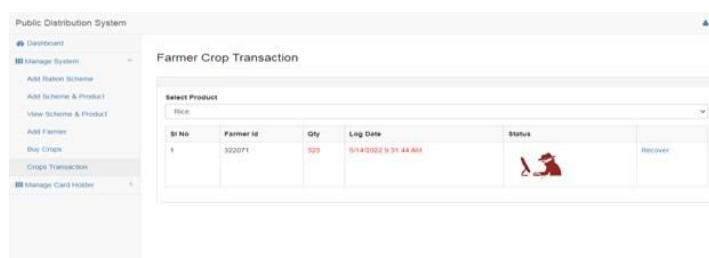 Public Distribution System
Dashboard
Manage System
Add Ration Scheme
Add Scheme & Product
View Scheme & Product
Add Farmer
Buy Crops
Crops Transaction
Manage Card Holder
Farmer Crop Transaction
Select Product
Rice
Sl No Farmer Id Qty Log Date Status
1 322071 523 5/14/2022 9:31:44 AM Recover